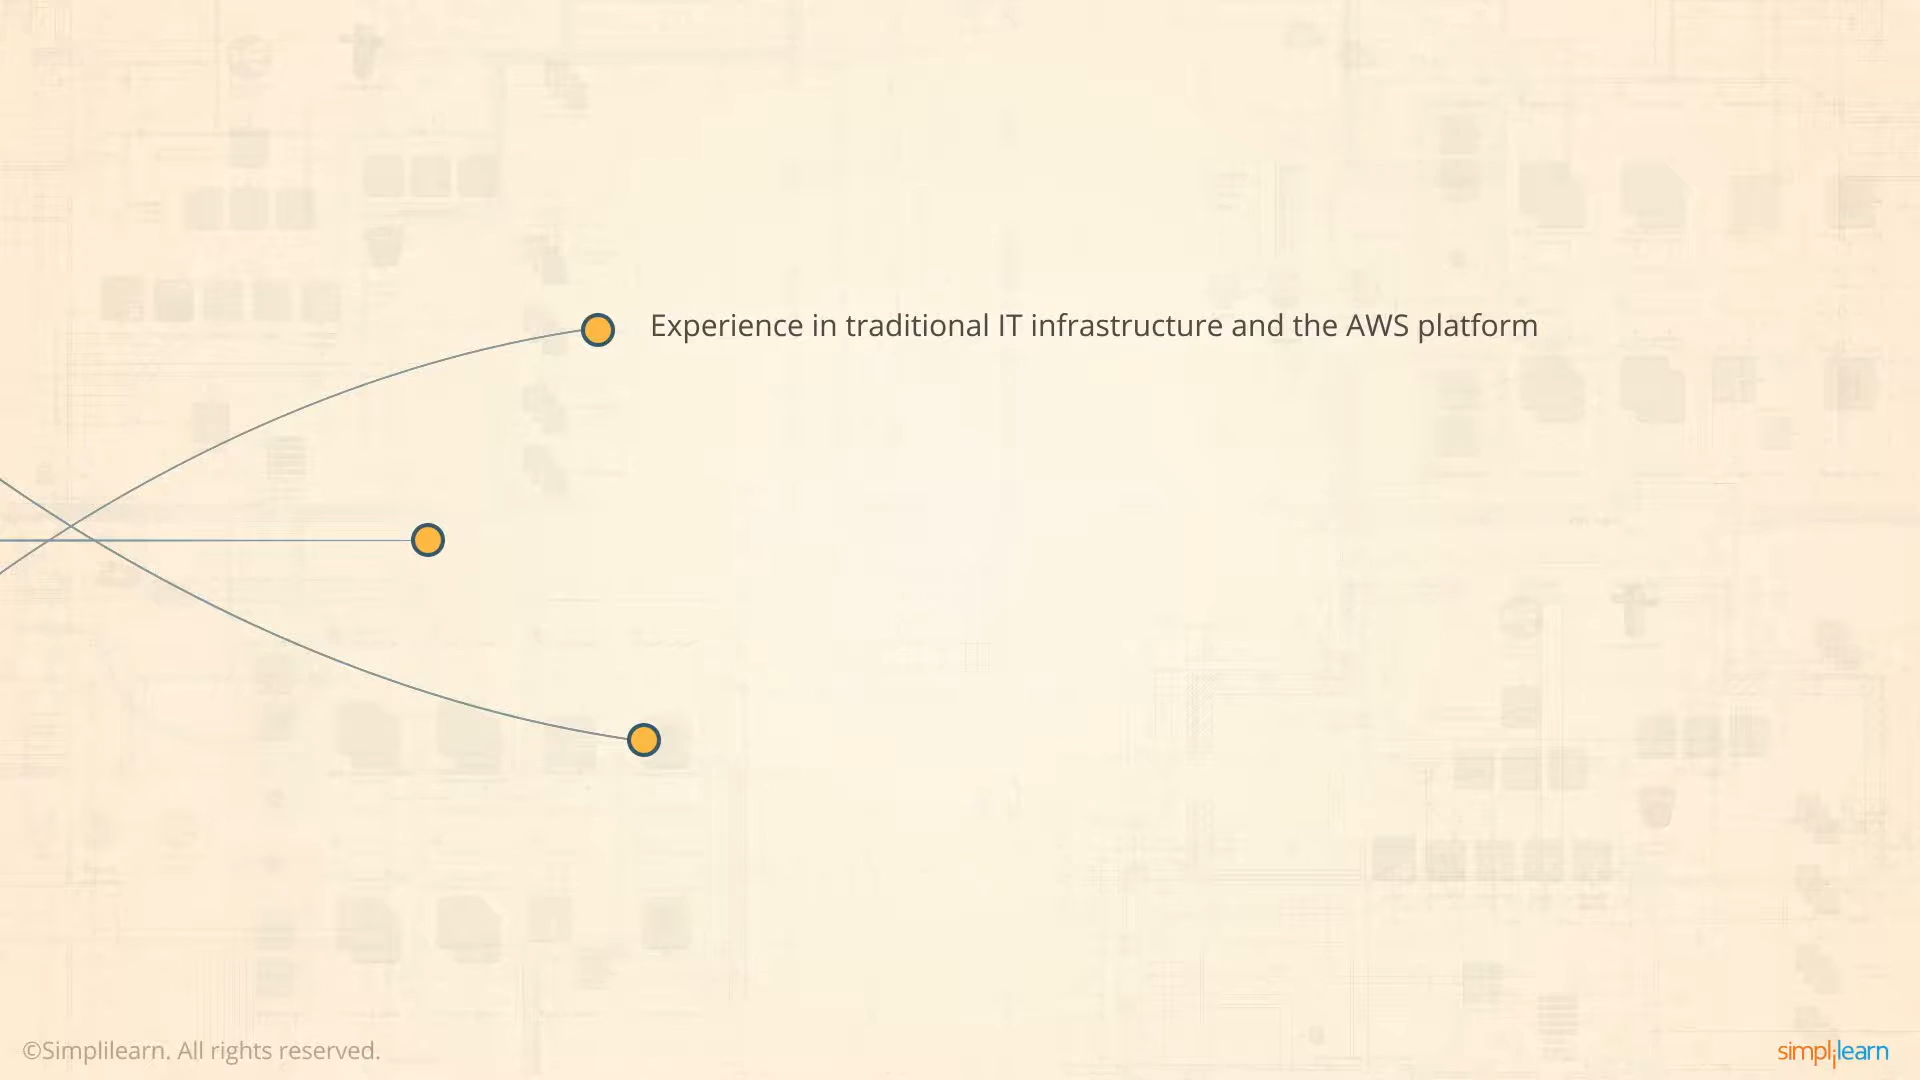 Experience in traditional IT infrastructure and the AWS platform
©Simplilearn. All rights reserved.
simplilearn